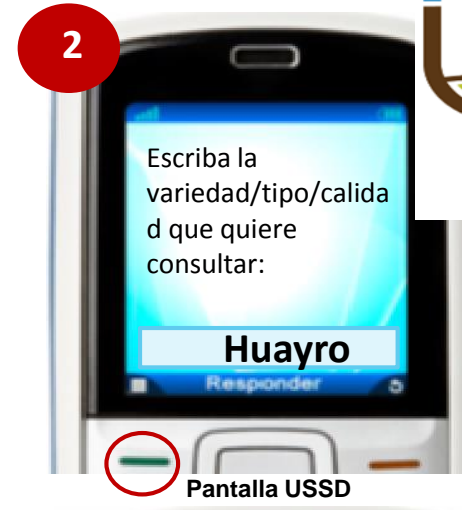 2
Escriba la
variedad/tipo/calida
d que quiere
consultar:
Huayro
Responder
Pantalla USSD